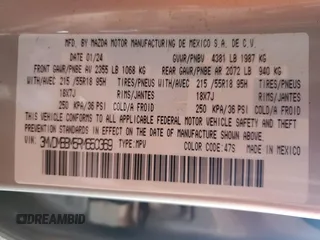 MFD. BY MAZDA MOTOR MANUFACTURING DE MEXICO S.A. DE C.V.
DATE 01/24 GVWR/PNBV 4381 LB 1987 KG
FRONT GAWR/PNBE AV 2355 LB 1068 KG REAR GAWR/PNBE AR 2072 LB 940 KG
WITH/AVEC 215 /55R18 95H TIRES/PNEUS WITH/AVEC 215 /55R18 95H TIRES/PNEUS
18X7J RIMS/JANTES 18X7J RIMS/JANTES
250 KPA/36 PSI COLD/A FROID 250 KPA/36 PSI COLD/A FROID
THIS VEHICLE CONFORMS TO ALL APPLICABLE FEDERAL MOTOR VEHICLE SAFETY AND
THEFT PREVENTION STANDARDS IN EFFECT ON THE DATE OF MANUFACTURE SHOWN ABOVE.
TYPE: MPV COLOR: 47S MADE IN MEXICO
DREAMBID